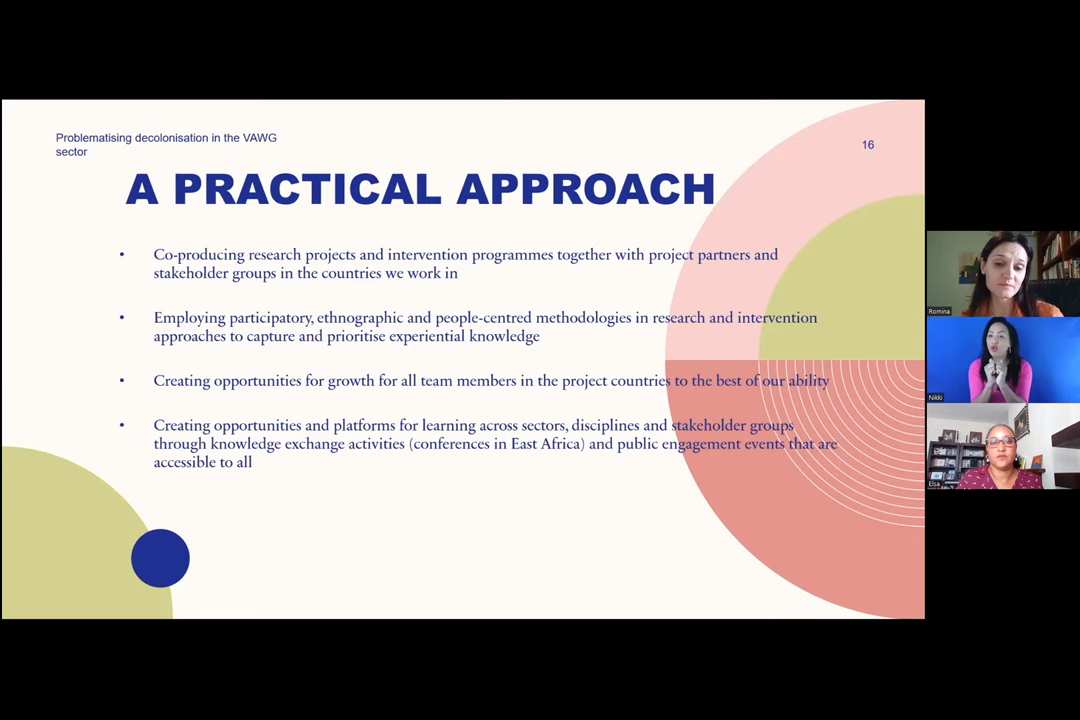 Problematising decolonisation in the VAWG
sector
16
A PRACTICAL APPROACH
• Co-producing research projects and intervention programmes together with project partners and
stakeholder groups in the countries we work in
• Employing participatory, ethnographic and people-centred methodologies in research and intervention
approaches to capture and prioritise experiential knowledge
• Creating opportunities for growth for all team members in the project countries to the best of our ability
• Creating opportunities and platforms for learning across sectors, disciplines and stakeholder groups
through knowledge exchange activities (conferences in East Africa) and public engagement events that are
accessible to all
Romina
Nikki
Elsa